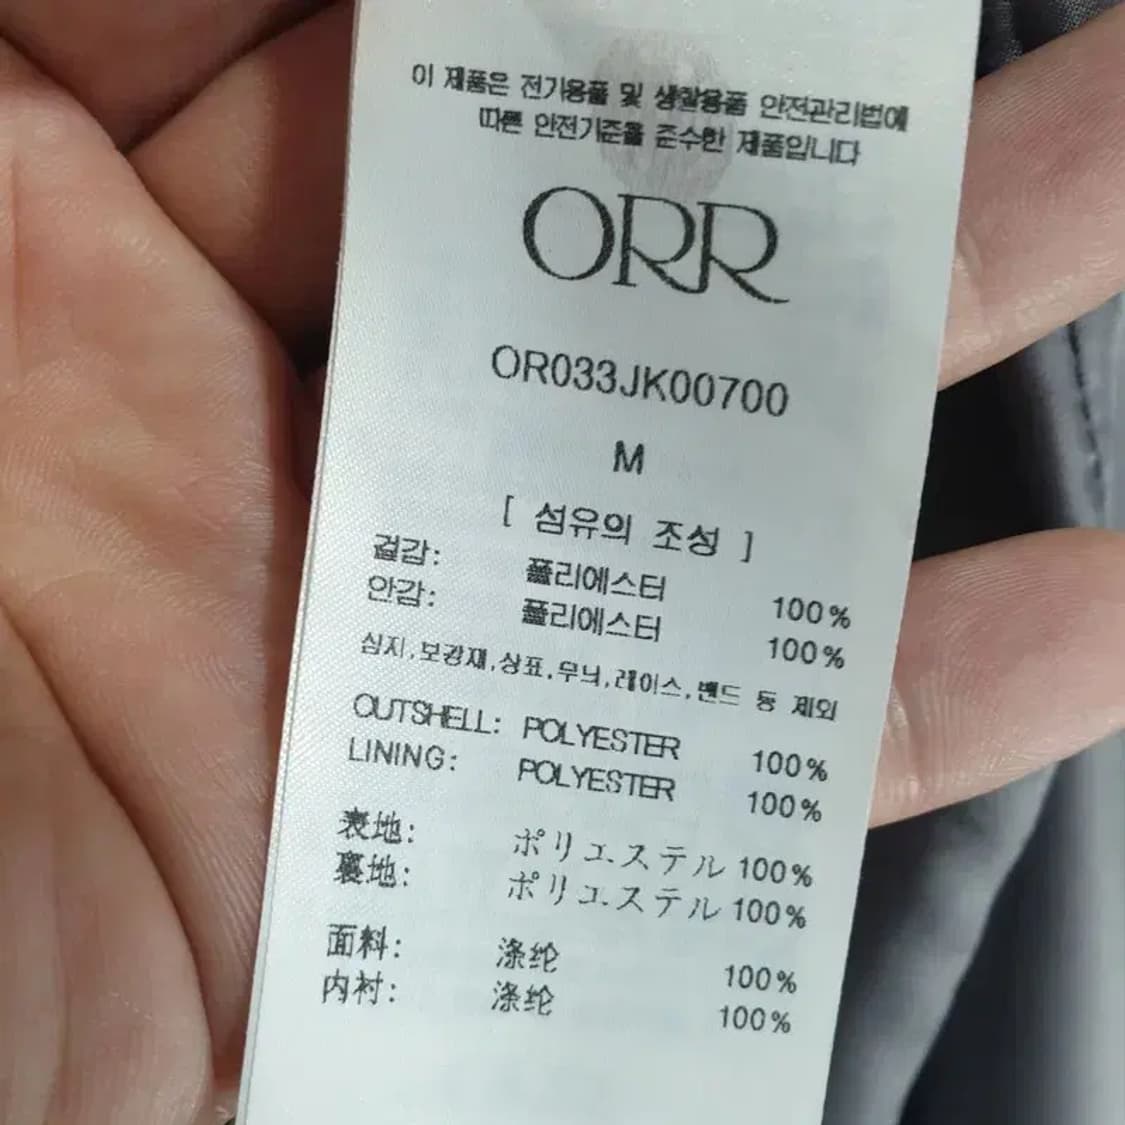 이 제품은 전기용품 및 생활용품 안전관리법에
따른 안전기준을 준수한 제품입니다
ORR
OR033JK00700
M
[ 섬유의 조성 ]
겉감: 폴리에스터 100%
안감: 폴리에스터 100%
심지,보강재,상표,무늬,레이스,밴드 등 제외
OUTSHELL: POLYESTER 100%
LINING: POLYESTER 100%
表地: ポリエステル 100%
裏地: ポリエステル 100%
面料: 涤纶 100%
内衬: 涤纶 100%